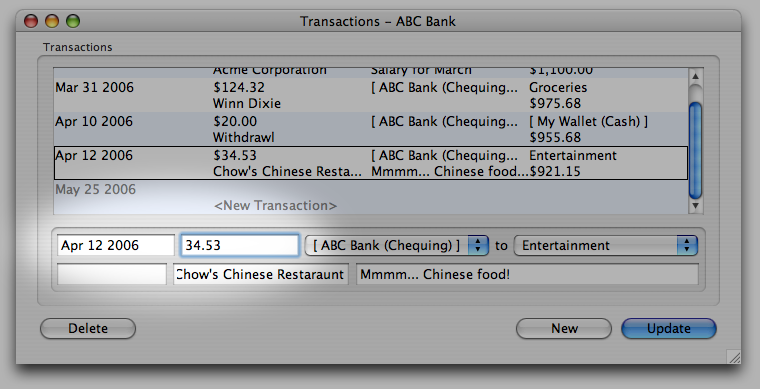 Transactions – ABC Bank
Transactions
Acme Corporation Salary for March $1,100.00
Mar 31 2006 $124.32 [ ABC Bank (Chequing... Groceries
Winn Dixie $975.68
Apr 10 2006 $20.00 [ ABC Bank (Chequing... [ My Wallet (Cash) ]
Withdrawl $955.68
Apr 12 2006 $34.53 [ ABC Bank (Chequing... Entertainment
Chow's Chinese Resta... Mmmm... Chinese food... $921.15
May 25 2006
<New Transaction>
Apr 12 2006 34.53 [ ABC Bank (Chequing) ] to Entertainment
Chow's Chinese Restaraunt Mmmm... Chinese food!
Delete New Update